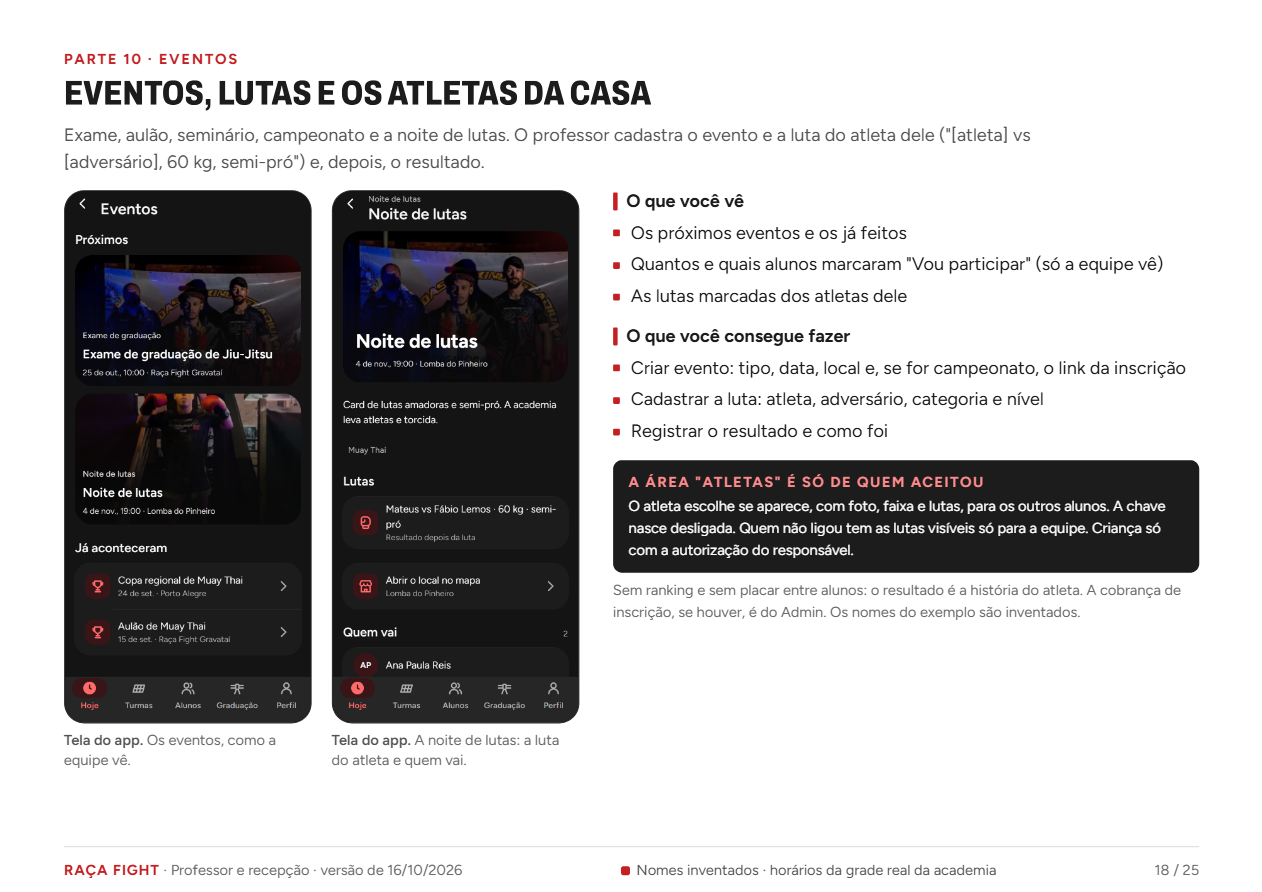 PARTE 10 · EVENTOS
EVENTOS, LUTAS E OS ATLETAS DA CASA
Exame, aulão, seminário, campeonato e a noite de lutas. O professor cadastra o evento e a luta do atleta dele ("[atleta] vs
[adversário], 60 kg, semi-pró") e, depois, o resultado.
Eventos
Próximos
Exame de graduação
Exame de graduação de Jiu-Jitsu
25 de out., 10:00 · Raça Fight Gravataí
Noite de lutas
Noite de lutas
4 de nov., 19:00 · Lomba do Pinheiro
Já aconteceram
Copa regional de Muay Thai
24 de set. · Porto Alegre
Aulão de Muay Thai
15 de set. · Raça Fight Gravataí
Hoje
Turmas
Alunos
Graduação
Perfil
Tela do app. Os eventos, como a
equipe vê.
Noite de lutas
Noite de lutas
Noite de lutas
4 de nov., 19:00 · Lomba do Pinheiro
Card de lutas amadoras e semi-pró. A academia
leva atletas e torcida.
Muay Thai
Lutas
Mateus vs Fábio Lemos · 60 kg · semi-
pró
Resultado depois da luta
Abrir o local no mapa
Lomba do Pinheiro
Quem vai
2
AP
Ana Paula Reis
Hoje
Turmas
Alunos
Graduação
Perfil
Tela do app. A noite de lutas: a luta
do atleta e quem vai.
O que você vê
Os próximos eventos e os já feitos
Quantos e quais alunos marcaram "Vou participar" (só a equipe vê)
As lutas marcadas dos atletas dele
O que você consegue fazer
Criar evento: tipo, data, local e, se for campeonato, o link da inscrição
Cadastrar a luta: atleta, adversário, categoria e nível
Registrar o resultado e como foi
A ÁREA "ATLETAS" É SÓ DE QUEM ACEITOU
O atleta escolhe se aparece, com foto, faixa e lutas, para os outros alunos. A chave
nasce desligada. Quem não ligou tem as lutas visíveis só para a equipe. Criança só
com a autorização do responsável.
Sem ranking e sem placar entre alunos: o resultado é a história do atleta. A cobrança de
inscrição, se houver, é do Admin. Os nomes do exemplo são inventados.
RAÇA FIGHT · Professor e recepção · versão de 16/10/2026
Nomes inventados · horários da grade real da academia
18 / 25